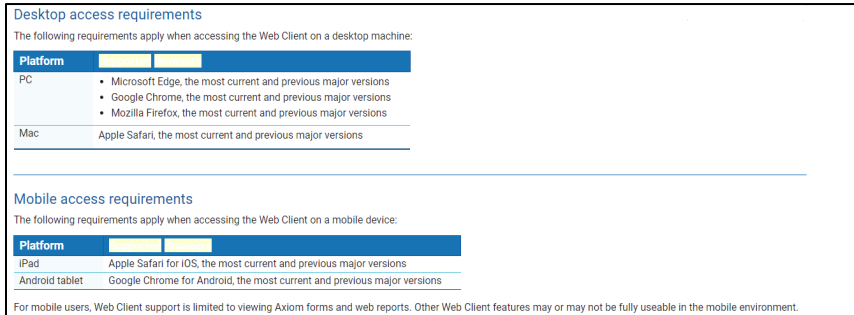 Desktop access requirements
The following requirements apply when accessing the Web Client on a desktop machine:
Platform
PC
• Microsoft Edge, the most current and previous major versions
• Google Chrome, the most current and previous major versions
• Mozilla Firefox, the most current and previous major versions
Mac Apple Safari, the most current and previous major versions
Mobile access requirements
The following requirements apply when accessing the Web Client on a mobile device:
Platform
iPad Apple Safari for iOS, the most current and previous major versions
Android tablet Google Chrome for Android, the most current and previous major versions
For mobile users, Web Client support is limited to viewing Axiom forms and web reports. Other Web Client features may or may not be fully useable in the mobile environment.